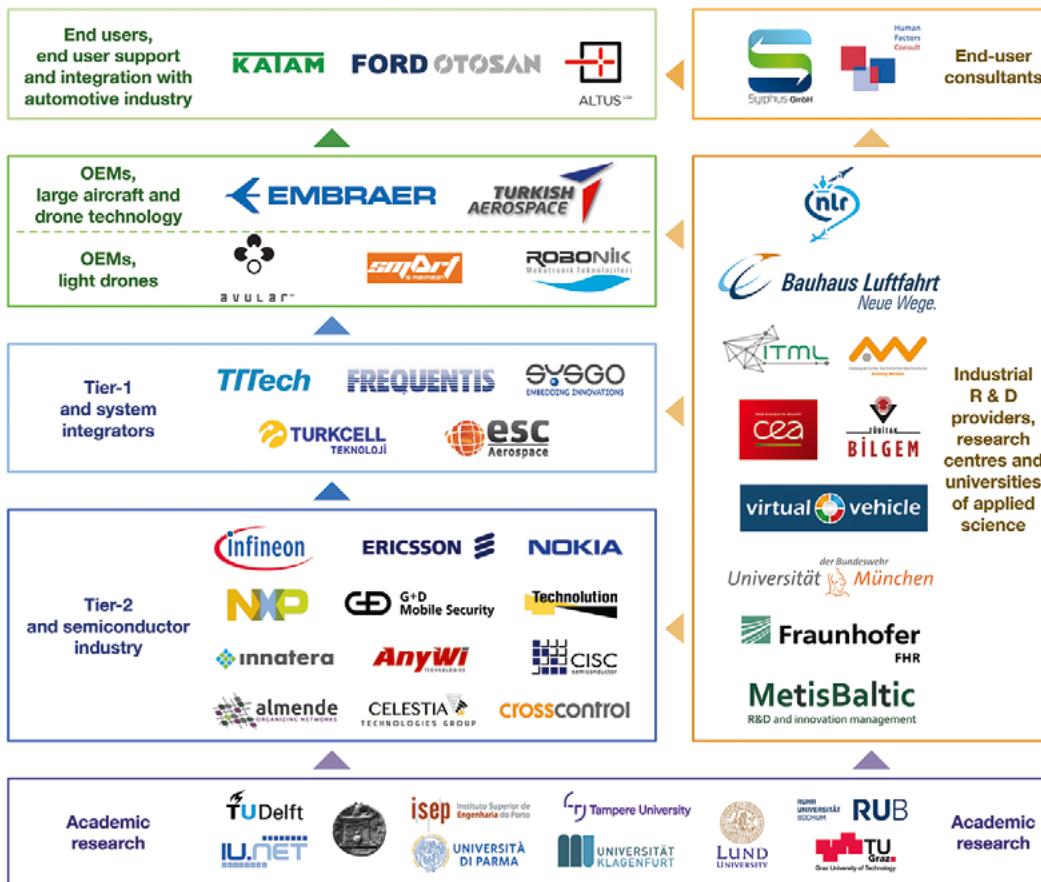 End users,
end user support
and integration with
automotive industry
KATAM
FORD OTOSAN
ALTUS LSA
Syrphus GmbH
Human
Factors
Consult
End-user
consultants
OEMs,
large aircraft and
drone technology
EMBRAER
TURKISH
AEROSPACE
OEMs,
light drones
avular™
smart
ROBONİK
Mekatronik Teknolojileri
nlr
Bauhaus Luftfahrt
Neue Wege.
ITML
cea
TÜBİTAK
BİLGEM
virtual vehicle
der Bundeswehr
Universität München
Fraunhofer
FHR
MetisBaltic
R&D and innovation management
Industrial
R & D
providers,
research
centres and
universities
of applied
science
Tier-1
and system
integrators
TTTech
FREQUENTIS
SYSGO
EMBEDDING INNOVATIONS
TURKCELL
TEKNOLOJİ
esc
Aerospace
Tier-2
and semiconductor
industry
infineon
ERICSSON
NOKIA
NXP
G+D
Mobile Security
Technolution
innatera
AnyWi
TECHNOLOGIES
CISC
semiconductor
almende
ORGANIZING NETWORKS
CELESTIA
TECHNOLOGIES GROUP
crosscontrol
Academic
research
TU Delft
isep Instituto Superior de
Engenharia do Porto
Tampere University
LUND
UNIVERSITY
RUHR
UNIVERSITÄT
BOCHUM
RUB
IU.NET
UNIVERSITÀ
DI PARMA
UNIVERSITÄT
KLAGENFURT
TU
Graz
Graz University of Technology
Academic
research